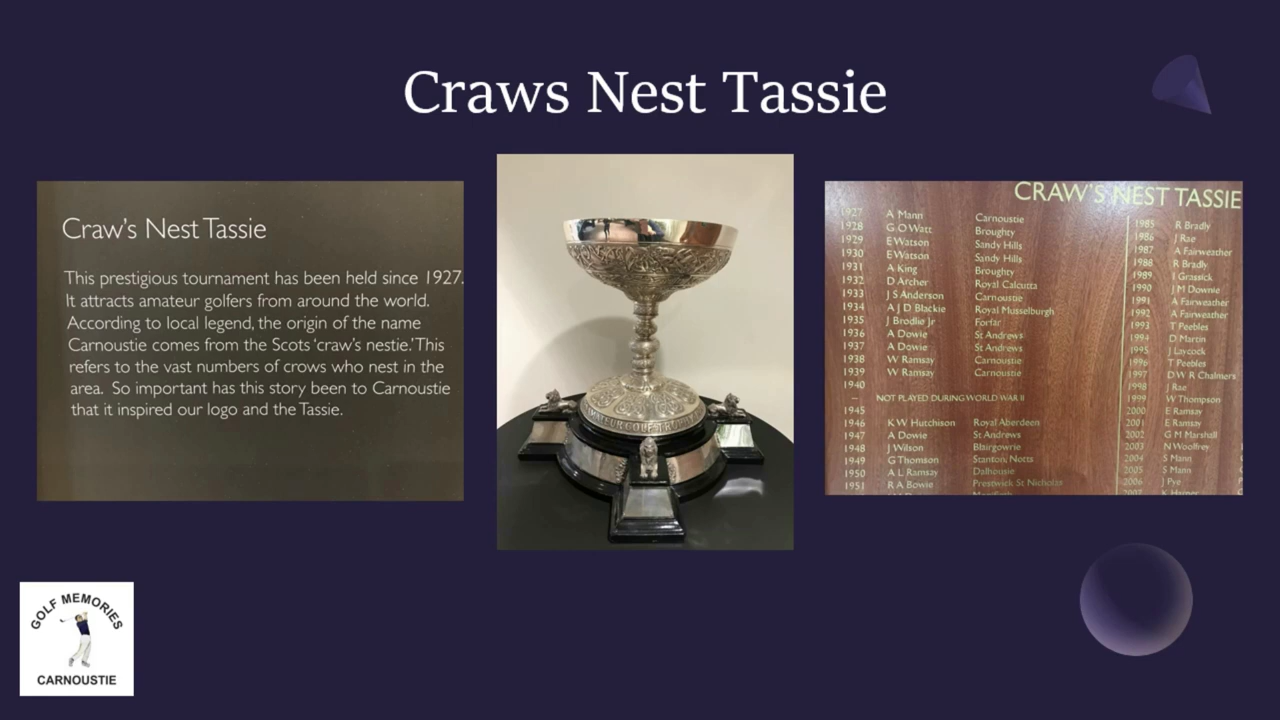 Craws Nest Tassie
Craw's Nest Tassie
This prestigious tournament has been held since 1927.
It attracts amateur golfers from around the world.
According to local legend, the origin of the name
Carnoustie comes from the Scots 'craw's nestie.' This
refers to the vast numbers of crows who nest in the
area. So important has this story been to Carnoustie
that it inspired our logo and the Tassie.
AMATEUR GOLF TROPHY
CRAW'S NEST TASSIE
1927 A Mann Carnoustie
1928 G O Watt Broughty
1929 E Watson Sandy Hills
1930 E Watson Sandy Hills
1931 A King Broughty
1932 D Archer Royal Calcutta
1933 J S Anderson Carnoustie
1934 A J D Blackie Royal Musselburgh
1935 J Brodie Jr Forfar
1936 A Dowie St Andrews
1937 A Dowie St Andrews
1938 W Ramsay Carnoustie
1939 W Ramsay Carnoustie
1940
— NOT PLAYED DURING WORLD WAR II
1945
1946 K W Hutchison Royal Aberdeen
1947 A Dowie St Andrews
1948 J Wilson Blairgowrie
1949 G Thomson Stanton, Notts
1950 A L Ramsay Dalhousie
1951 R A Bowie Prestwick St Nicholas
1985 R Bradly
1986 J Rae
1987 A Fairweather
1988 R Bradly
1989 I Grassick
1990 J M Downie
1991 A Fairweather
1992 A Fairweather
1993 T Peebles
1994 D Martin
1995 J Laycock
1996 T Peebles
1997 D W R Chalmers
1998 J Rae
1999 W Thompson
2000 E Ramsay
2001 E Ramsay
2002 G M Marshall
2003 N Woolfrey
2004 S Mann
2005 S Mann
2006 J Pye
2007
GOLF MEMORIES
CARNOUSTIE